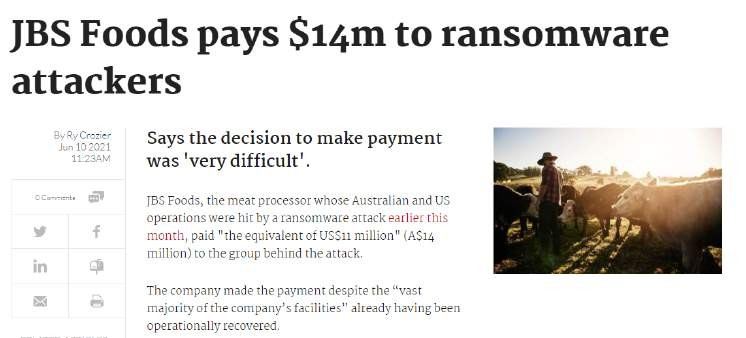 JBS Foods pays $14m to ransomware
attackers
By Ry Crozier
Jun 10 2021
11:23AM
0 Comments
Says the decision to make payment
was 'very difficult'.
JBS Foods, the meat processor whose Australian and US
operations were hit by a ransomware attack earlier this
month, paid "the equivalent of US$11 million" (A$14
million) to the group behind the attack.
The company made the payment despite the “vast
majority of the company’s facilities” already having been
operationally recovered.